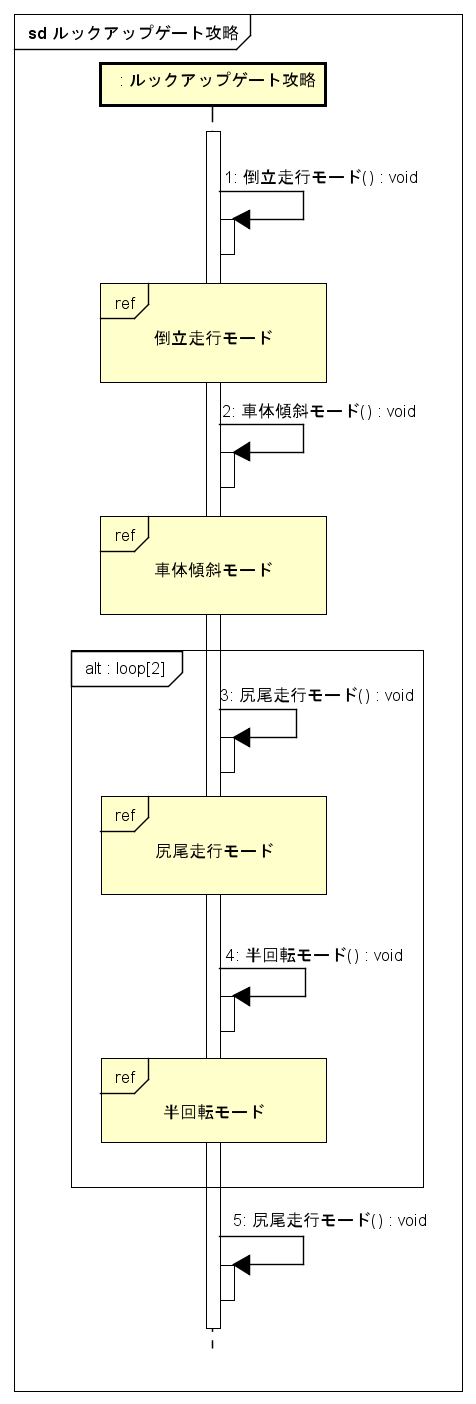 sd ルックアップゲート攻略
: ルックアップゲート攻略
1: 倒立走行モード() : void
ref
倒立走行モード
2: 車体傾斜モード() : void
ref
車体傾斜モード
alt : loop[2]
3: 尻尾走行モード() : void
ref
尻尾走行モード
4: 半回転モード() : void
ref
半回転モード
5: 尻尾走行モード() : void